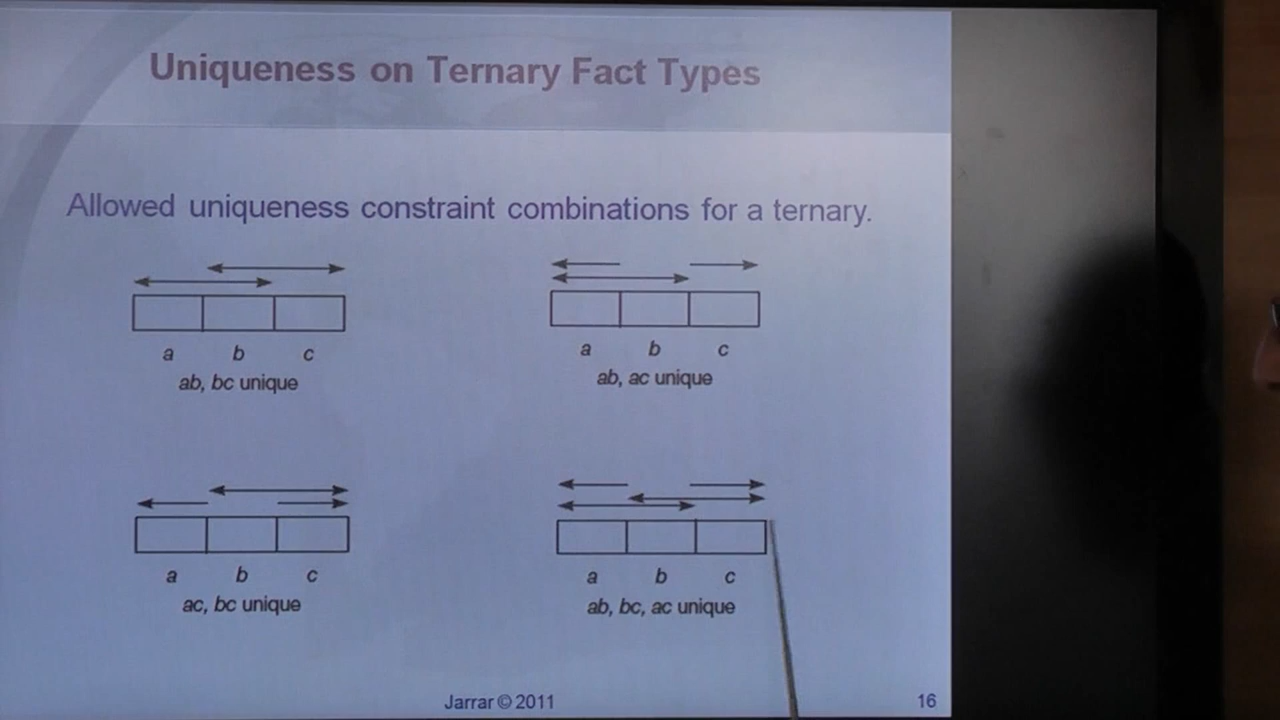 Uniqueness on Ternary Fact Types
Allowed uniqueness constraint combinations for a ternary.
a b c
ab, bc unique
a b c
ab, ac unique
a b c
ac, bc unique
a b c
ab, bc, ac unique
Jarrar © 2011
16